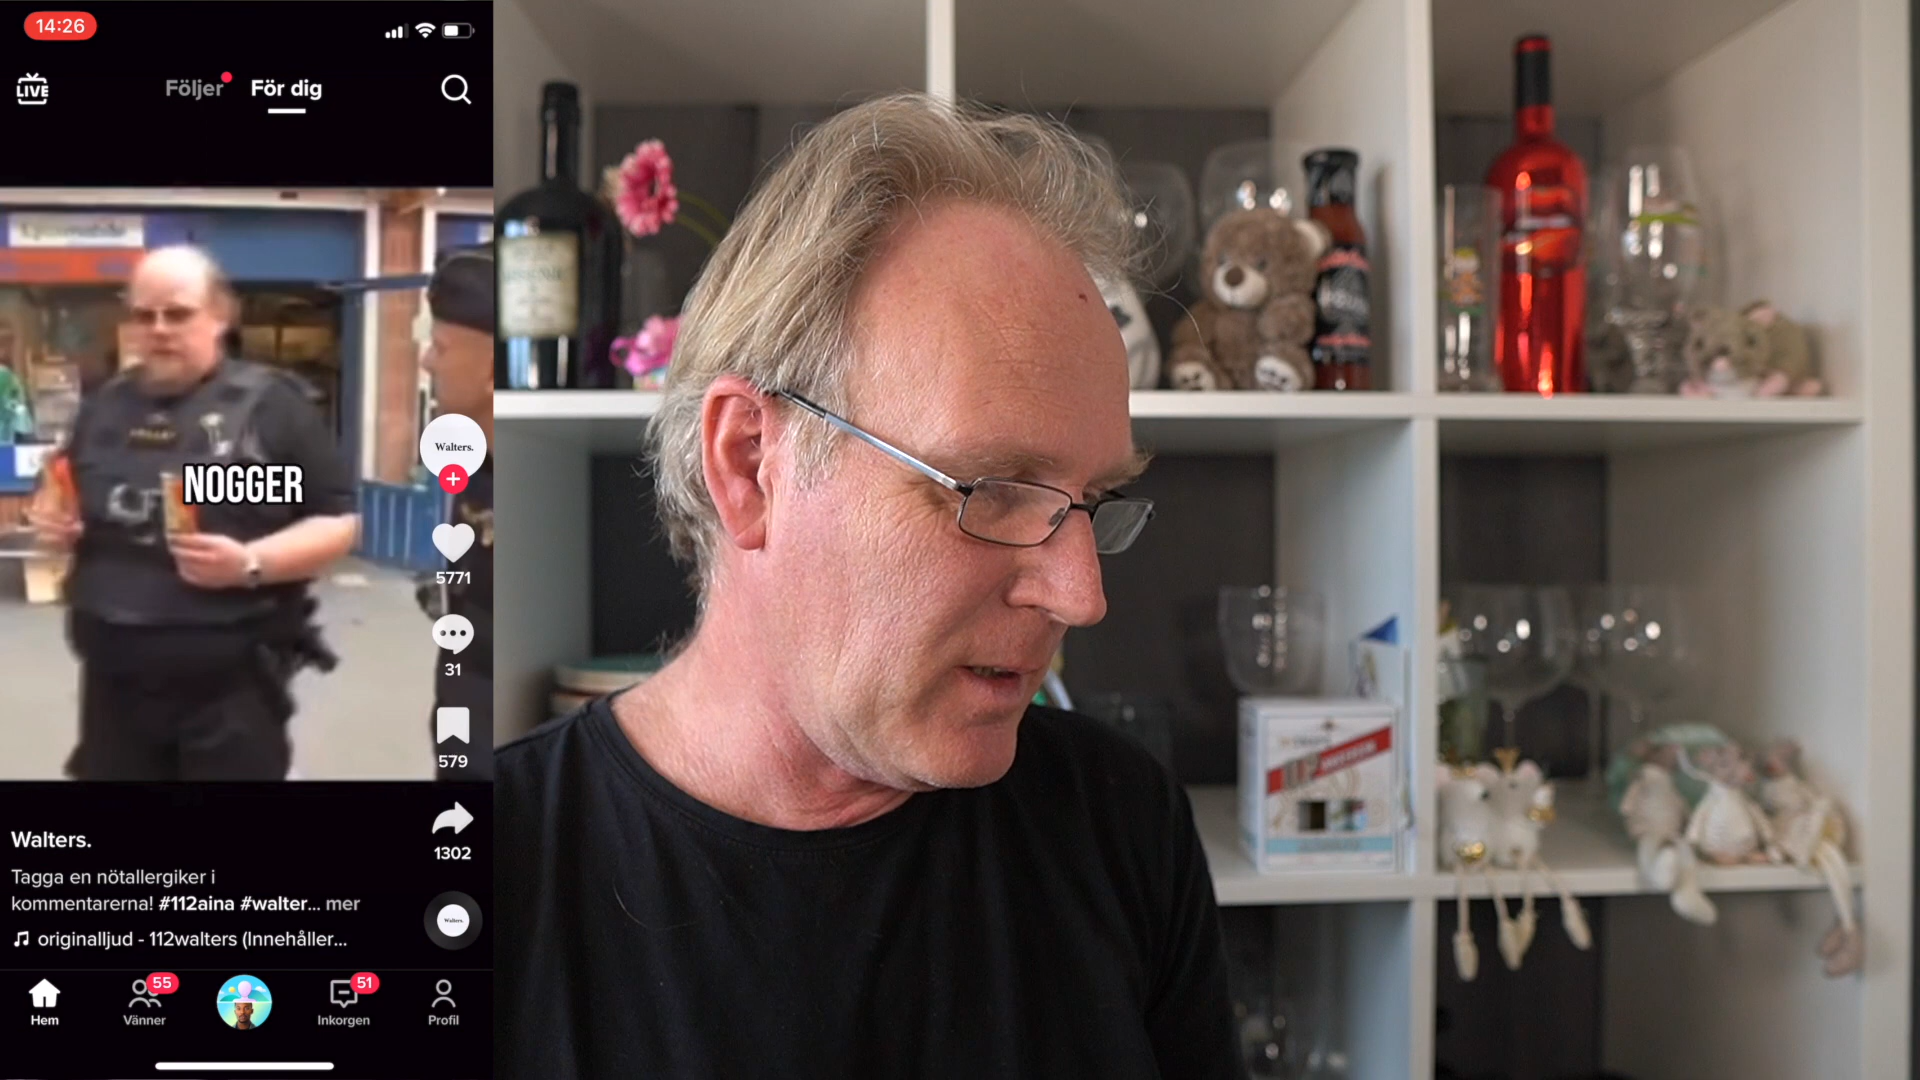 14:26
LIVE
Följer
För dig
NOGGER
Walters.
5771
31
579
1302
Walters.
Tagga en nötallergiker i
kommentarerna! #112aina #walter... mer
originalljud - 112walters (Innehåller...
Walters.
55
51
Hem
Vänner
Inkorgen
Profil